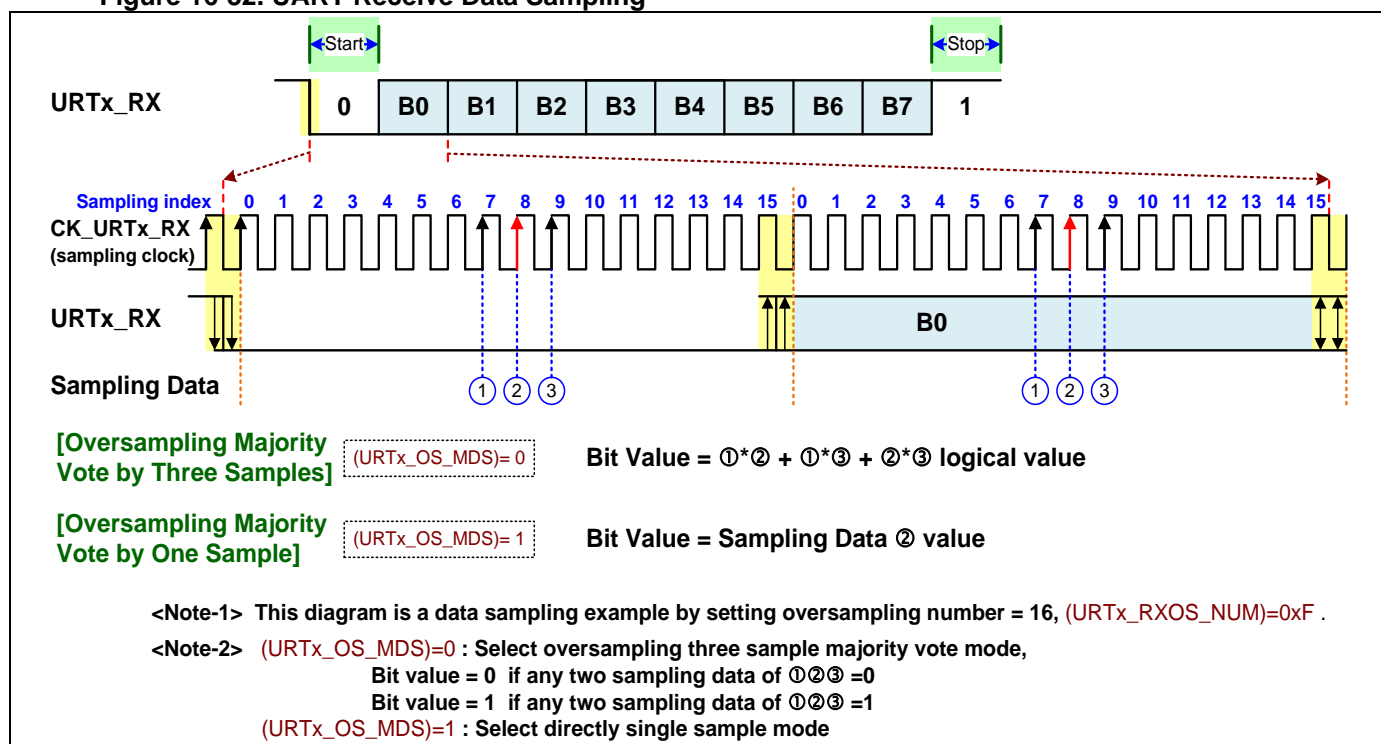 Figure 16-32. UART Receive Data Sampling
Start
Stop
URTx_RX
0 B0 B1 B2 B3 B4 B5 B6 B7 1
Sampling index 0 1 2 3 4 5 6 7 8 9 10 11 12 13 14 15 0 1 2 3 4 5 6 7 8 9 10 11 12 13 14 15
CK_URTx_RX
(sampling clock)
URTx_RX
B0
Sampling Data
1 2 3 1 2 3
[Oversampling Majority
Vote by Three Samples]
(URTx_OS_MDS)= 0
Bit Value = ①*② + ①*③ + ②*③ logical value
[Oversampling Majority
Vote by One Sample]
(URTx_OS_MDS)= 1
Bit Value = Sampling Data ② value
<Note-1> This diagram is a data sampling example by setting oversampling number = 16, (URTx_RXOS_NUM)=0xF .
<Note-2> (URTx_OS_MDS)=0 : Select oversampling three sample majority vote mode,
Bit value = 0 if any two sampling data of ①②③ =0
Bit value = 1 if any two sampling data of ①②③ =1
(URTx_OS_MDS)=1 : Select directly single sample mode